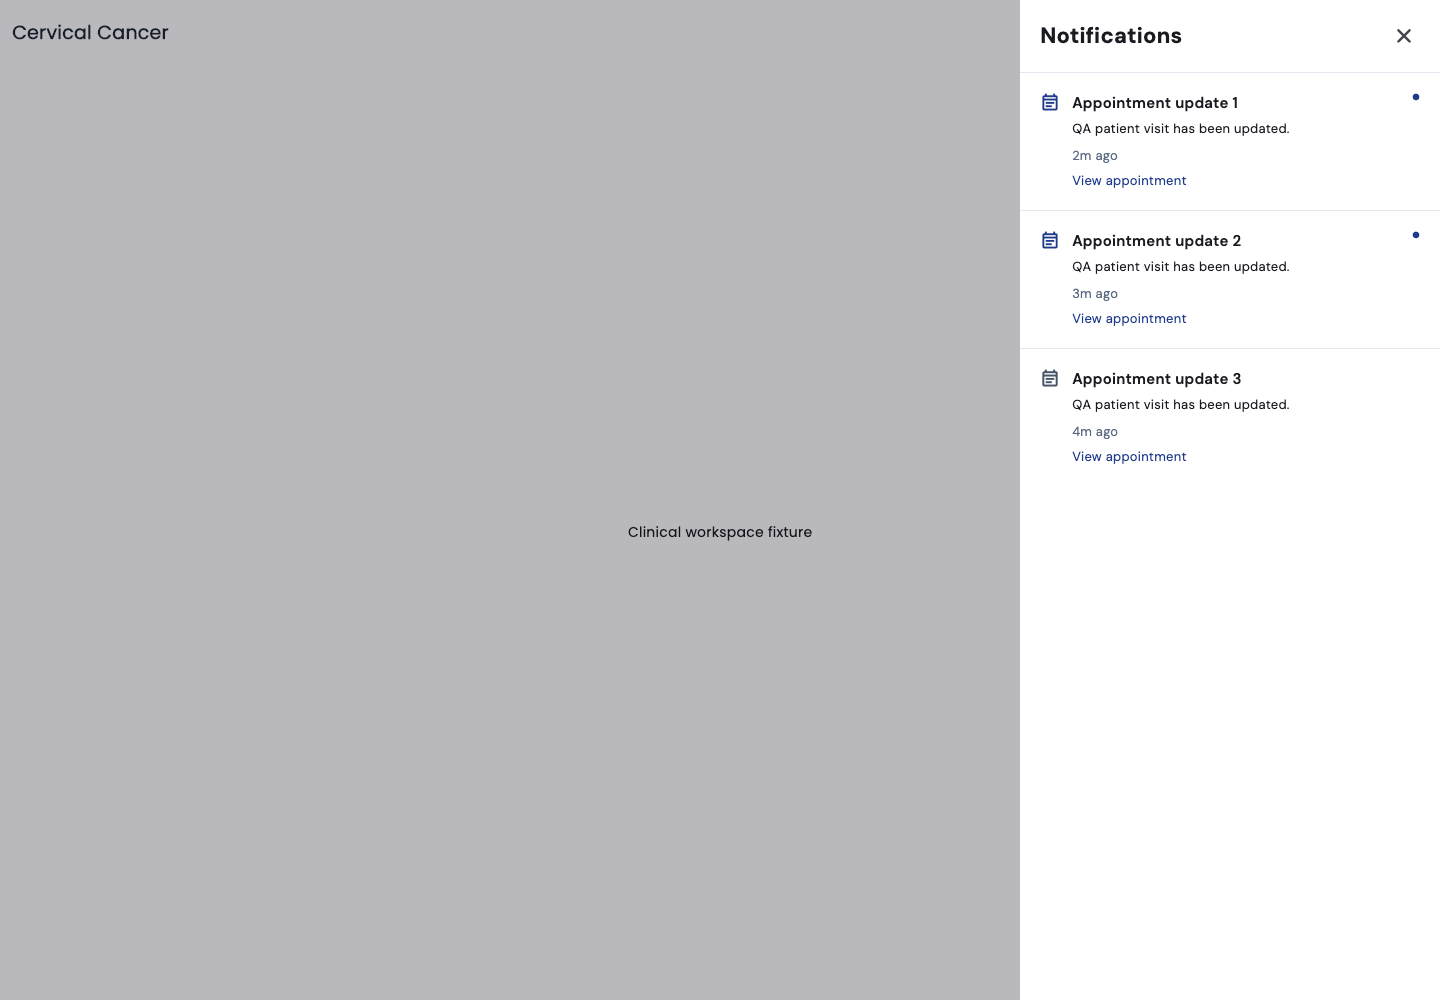 Cervical Cancer
Notifications
Appointment update 1
QA patient visit has been updated.
2m ago
View appointment
Appointment update 2
QA patient visit has been updated.
3m ago
View appointment
Appointment update 3
QA patient visit has been updated.
4m ago
View appointment
Clinical workspace fixture